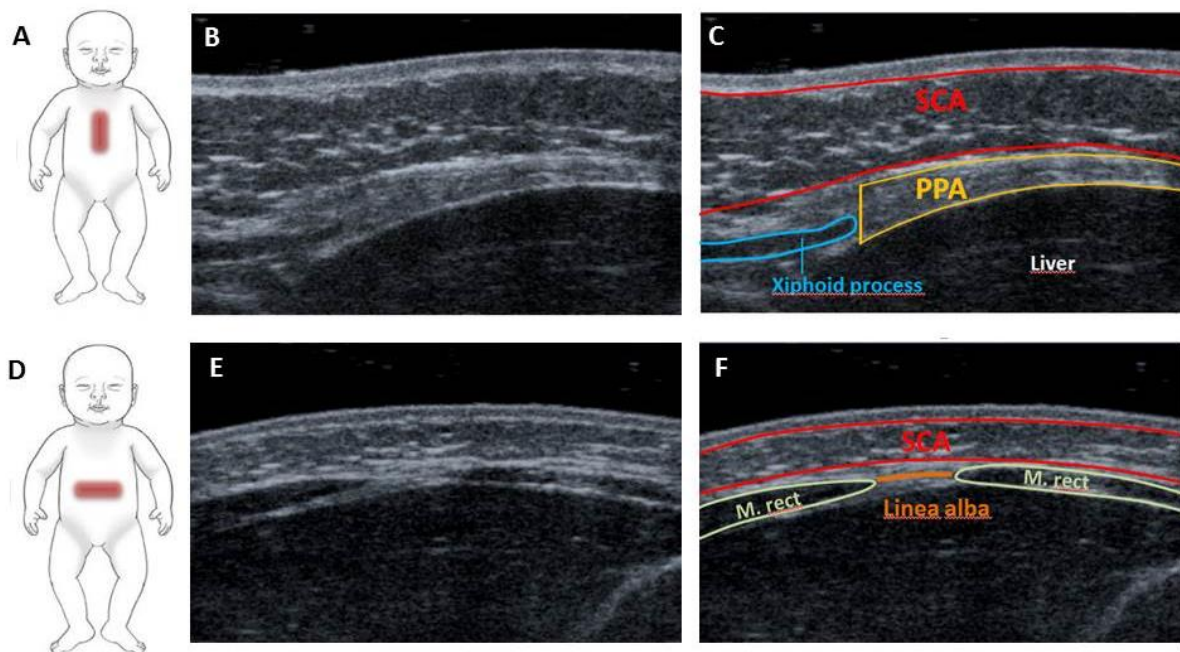 A
B
C
SCA
PPA
Liver
Xiphoid process
D
E
F
SCA
M. rect
M. rect
Linea alba